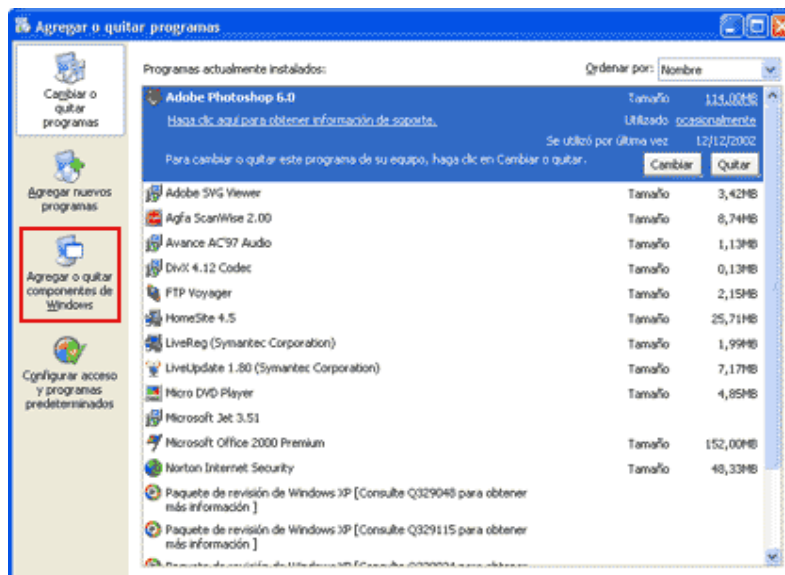 Agregar o quitar programas
Cambiar o
quitar
programas
Agregar nuevos
programas
Agregar o quitar
componentes de
Windows
Configurar acceso
y programas
predeterminados
Programas actualmente instalados:
Ordenar por: Nombre
Adobe Photoshop 6.0 Tamaño 114,00MB
Haga clic aquí para obtener información de soporte. Utilizado ocasionalmente
Se utilizó por última vez 12/12/2002
Para cambiar o quitar este programa de su equipo, haga clic en Cambiar o quitar. Cambiar Quitar
Adobe SVG Viewer Tamaño 3,42MB
Agfa ScanWise 2.00 Tamaño 8,74MB
Avance AC'97 Audio Tamaño 1,13MB
DivX 4.12 Codec Tamaño 0,13MB
FTP Voyager Tamaño 2,15MB
HomeSite 4.5 Tamaño 25,71MB
LiveReg (Symantec Corporation) Tamaño 1,99MB
LiveUpdate 1.80 (Symantec Corporation) Tamaño 7,17MB
Micro DVD Player Tamaño 4,85MB
Microsoft Jet 3.51
Microsoft Office 2000 Premium Tamaño 152,00MB
Norton Internet Security Tamaño 48,33MB
Paquete de revisión de Windows XP [Consulte Q329048 para obtener
más información ]
Paquete de revisión de Windows XP [Consulte Q329115 para obtener
más información ]